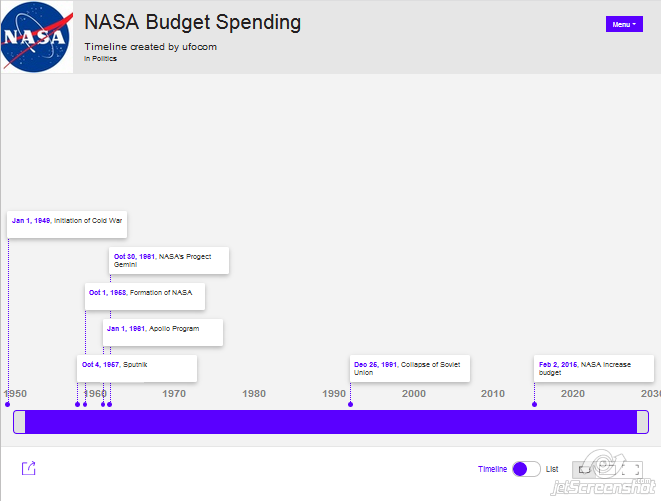 NASA
NASA Budget Spending
Timeline created by ufocom
In Politics
Menu
Jan 1, 1949, Initiation of Cold War
Oct 30, 1961, NASA's Progect
Gemini
Oct 1, 1958, Formation of NASA
Jan 1, 1961, Apollo Program
Oct 4, 1957, Sputnik
Dec 25, 1991, Collapse of Soviet
Union
Feb 2, 2015, NASA increase
budget
1950 1960 1970 1980 1990 2000 2010 2020 2030
Timeline List
jetScreenshot.com